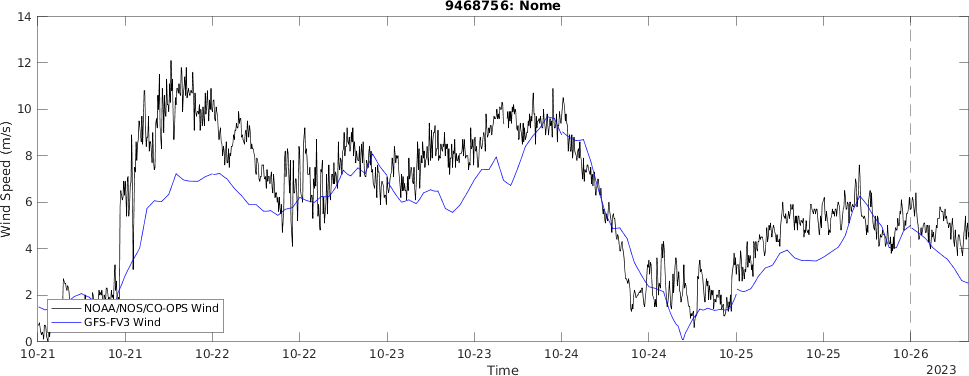 9468756: Nome
14
12
10
8
6
4
2
0
Wind Speed (m/s)
NOAA/NOS/CO-OPS Wind
GFS-FV3 Wind
10-21 10-21 10-22 10-22 10-23 10-23 10-24 10-24 10-25 10-25 10-26
Time
2023